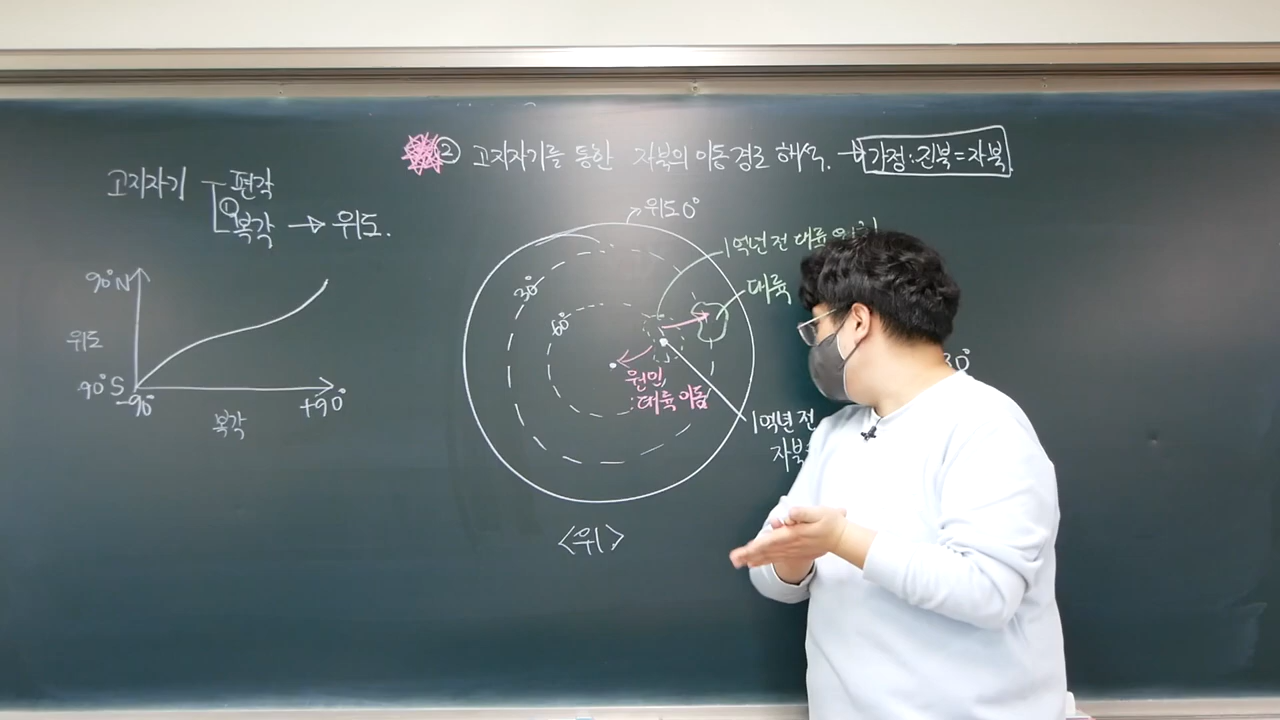 ② 고지자기를 통한 자북의 이동경로 해석. → 가정:진북=자북.
고지자기 편각
① 복각 → 위도.
90°N
위도
90°S
-90°
+90°
복각
위도0°
30°
60°
1억년 전 대륙
대륙
원인
:대륙 이동
1억년 전
자북
30°
<위>